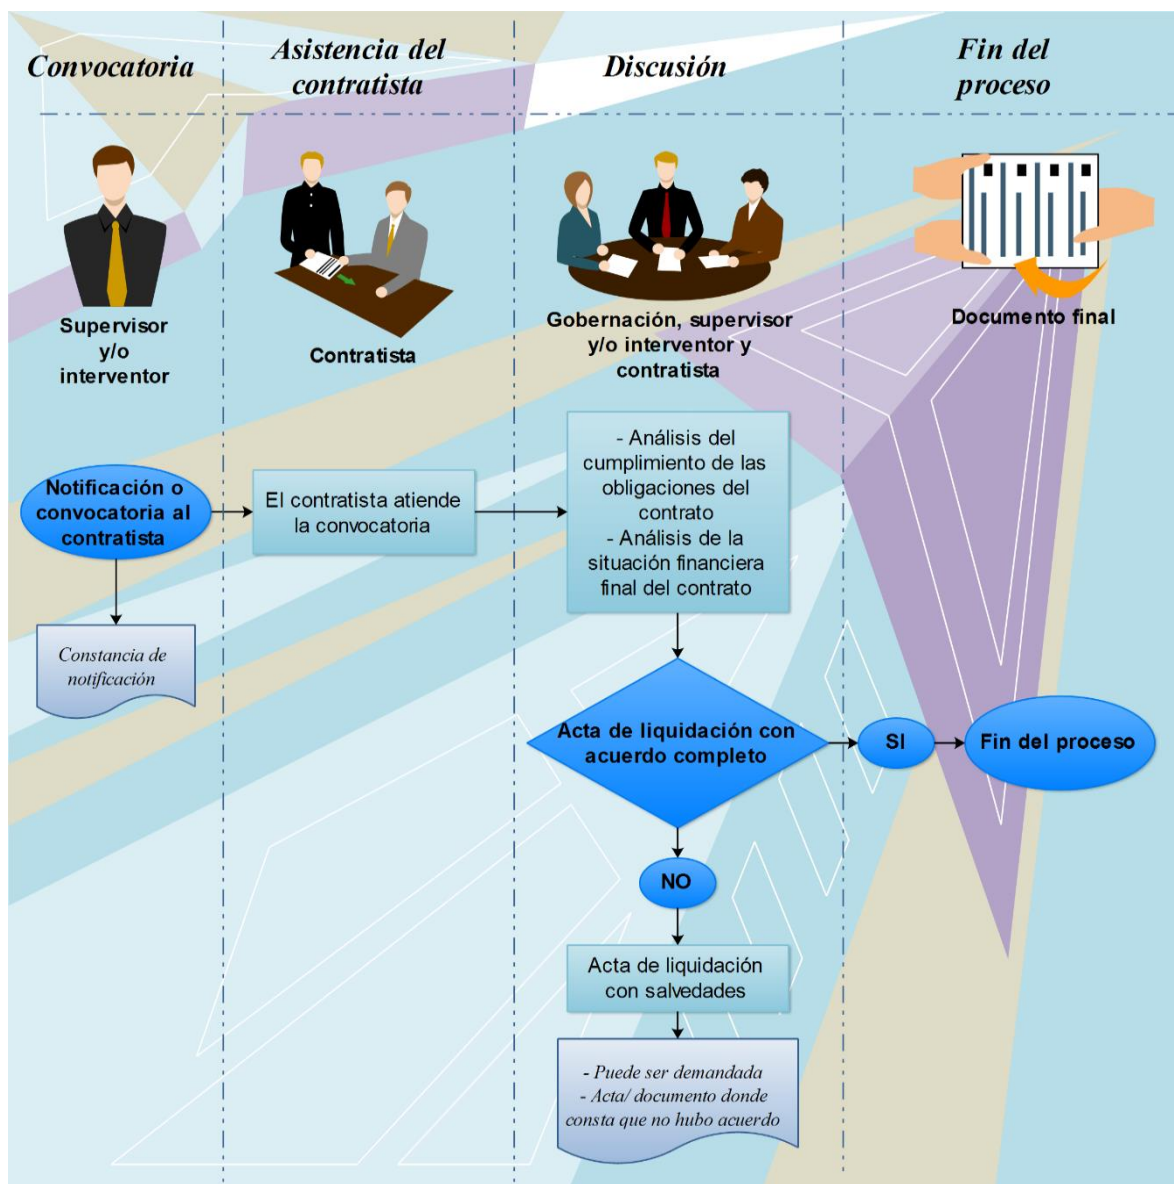 Convocatoria
Asistencia del
contratista
Discusión
Fin del
proceso
Supervisor
y/o
interventor
Contratista
Gobernación, supervisor
y/o interventor y
contratista
Documento final
Notificación o
convocatoria al
contratista
El contratista atiende
la convocatoria
- Análisis del
cumplimiento de las
obligaciones del
contrato
- Análisis de la
situación financiera
final del contrato
Constancia de
notificación
Acta de liquidación con
acuerdo completo
SI
Fin del proceso
NO
Acta de liquidación
con salvedades
- Puede ser demandada
- Acta/ documento donde
consta que no hubo acuerdo